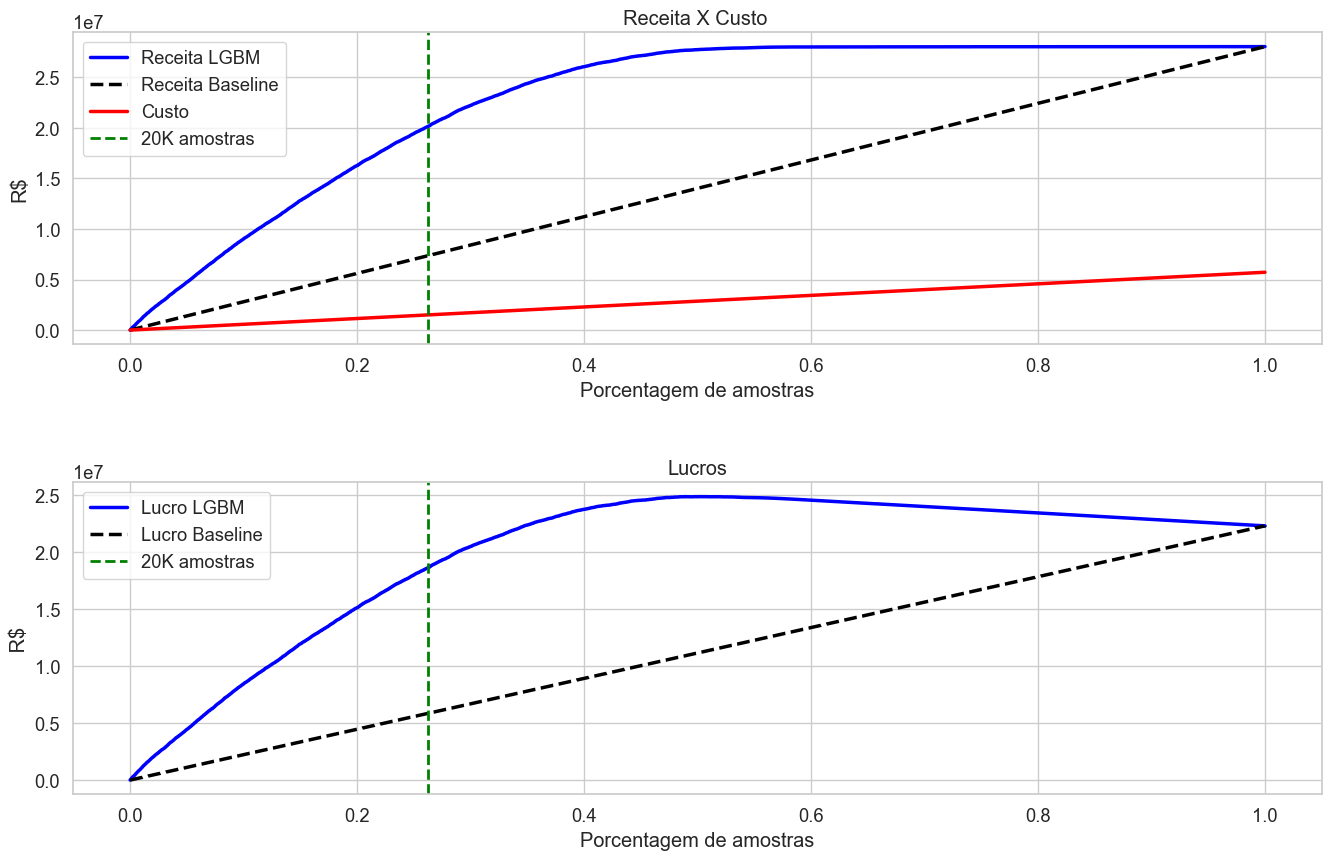 Receita X Custo
1e7
Receita LGBM
Receita Baseline
Custo
20K amostras
2.5
2.0
1.5
1.0
0.5
0.0
R$
0.0 0.2 0.4 0.6 0.8 1.0
Porcentagem de amostras
Lucros
1e7
Lucro LGBM
Lucro Baseline
20K amostras
2.5
2.0
1.5
1.0
0.5
0.0
R$
0.0 0.2 0.4 0.6 0.8 1.0
Porcentagem de amostras